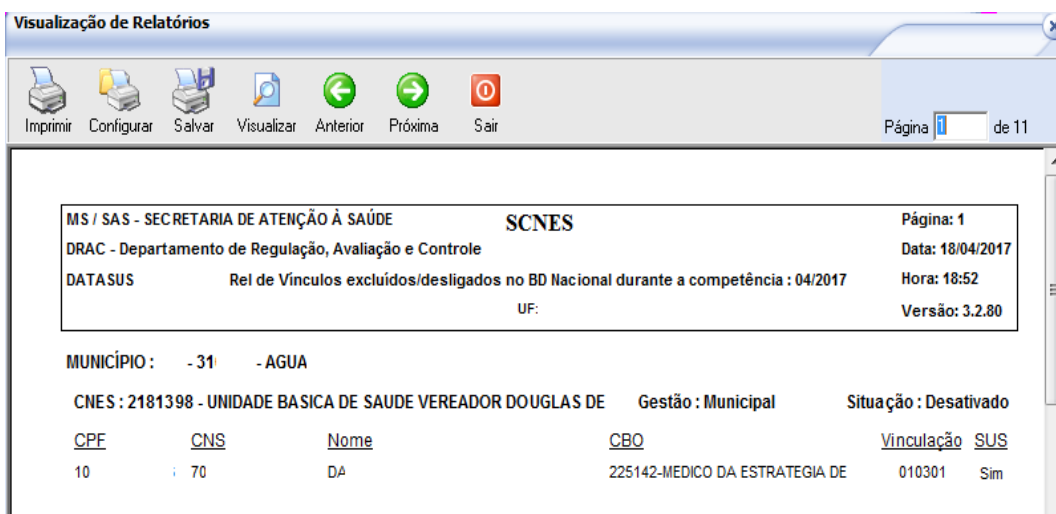 Visualização de Relatórios
Imprimir Configurar Salvar Visualizar Anterior Próxima Sair Página 1 de 11
MS / SAS - SECRETARIA DE ATENÇÃO À SAÚDE SCNES Página: 1
DRAC - Departamento de Regulação, Avaliação e Controle Data: 18/04/2017
DATASUS Rel de Vínculos excluídos/desligados no BD Nacional durante a competência : 04/2017 Hora: 18:52
UF: Versão: 3.2.80
MUNICÍPIO : - 31 - AGUA
CNES : 2181398 - UNIDADE BASICA DE SAUDE VEREADOR DOUGLAS DE Gestão : Municipal Situação : Desativado
CPF CNS Nome CBO Vinculação SUS
10 70 DA 225142-MEDICO DA ESTRATEGIA DE 010301 Sim